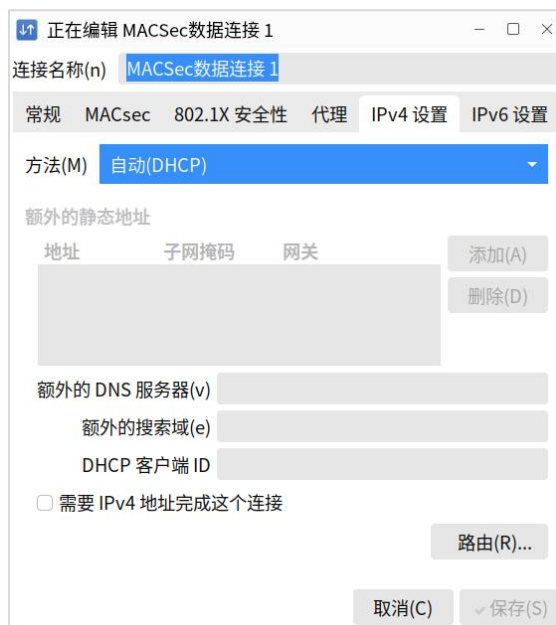 正在编辑 MACSec数据连接 1
连接名称(n) MACSec数据连接 1
常规 MACsec 802.1X 安全性 代理 IPv4 设置 IPv6 设置
方法(M) 自动(DHCP)
额外的静态地址
地址 子网掩码 网关
添加(A)
删除(D)
额外的 DNS 服务器(v)
额外的搜索域(e)
DHCP 客户端 ID
需要 IPv4 地址完成这个连接
路由(R)...
取消(C) 保存(S)